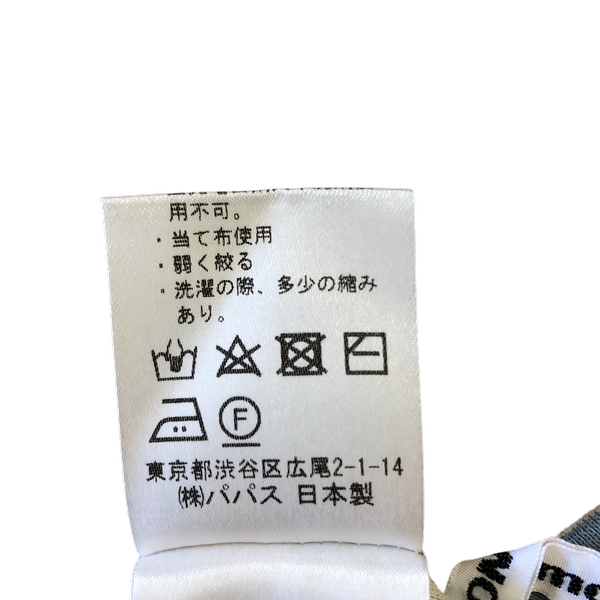 用不可。
・当て布使用
・弱く絞る
・洗濯の際、多少の縮み
あり。
F
東京都渋谷区広尾2-1-14
㈱パパス 日本製
mo